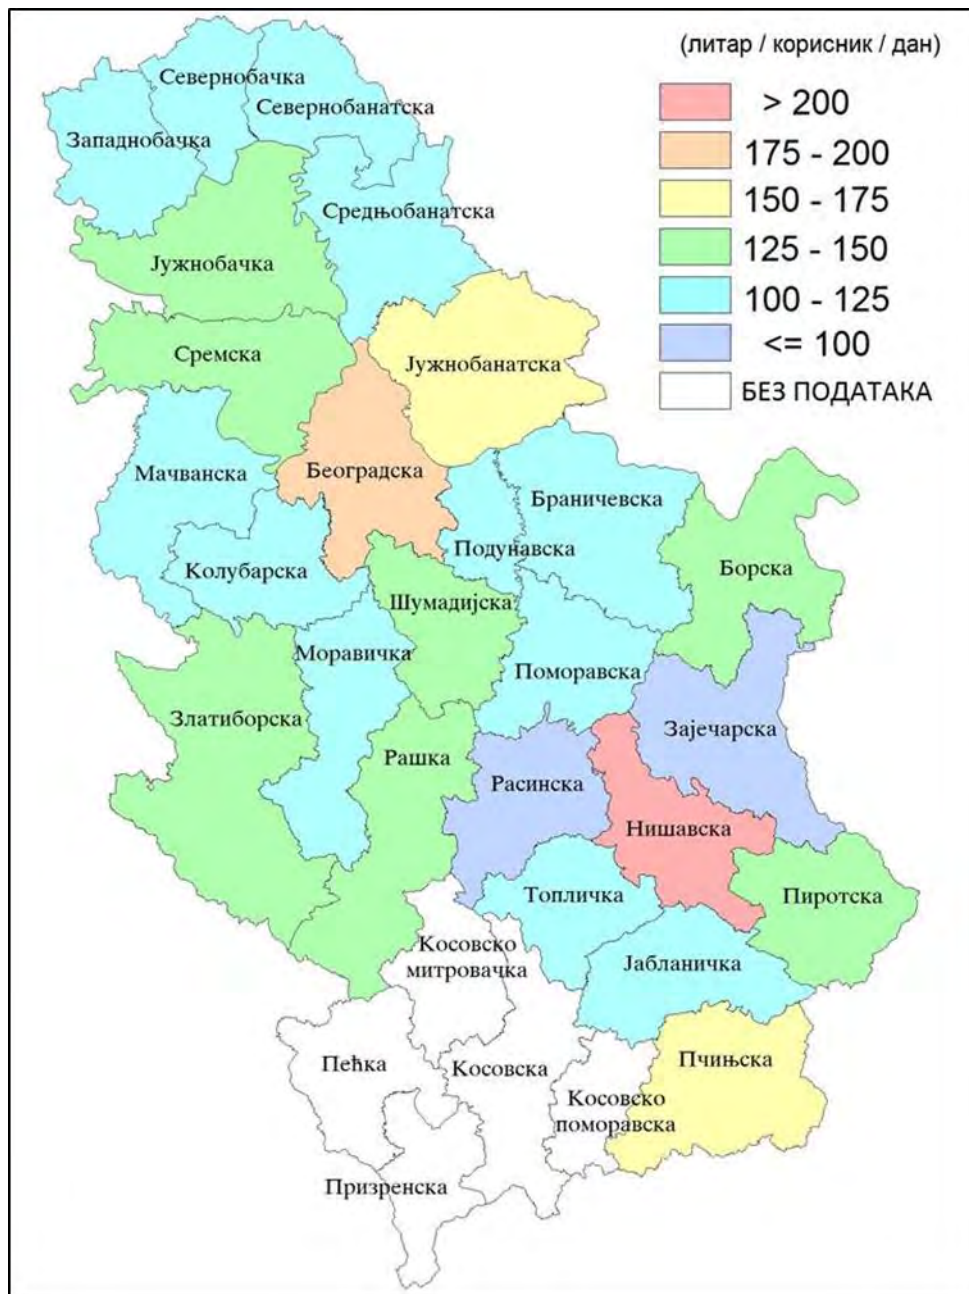 (литар / корисник / дан)
> 200
175 - 200
150 - 175
125 - 150
100 - 125
<= 100
БЕЗ ПОДАТАКА
Севернобачка
Севернобанатска
Западнобачка
Средњобанатска
Јужнобачка
Сремска
Јужнобанатска
Мачванска
Београдска
Браничевска
Подунавска
Колубарска
Борска
Шумадијска
Моравичка
Поморавска
Златиборска
Зајечарска
Рашка
Расинска
Нишавска
Топличка
Пиротска
Косовско
митровачка
Јабланичка
Пећка
Косовска
Пчињска
Косовско
поморавска
Призренска